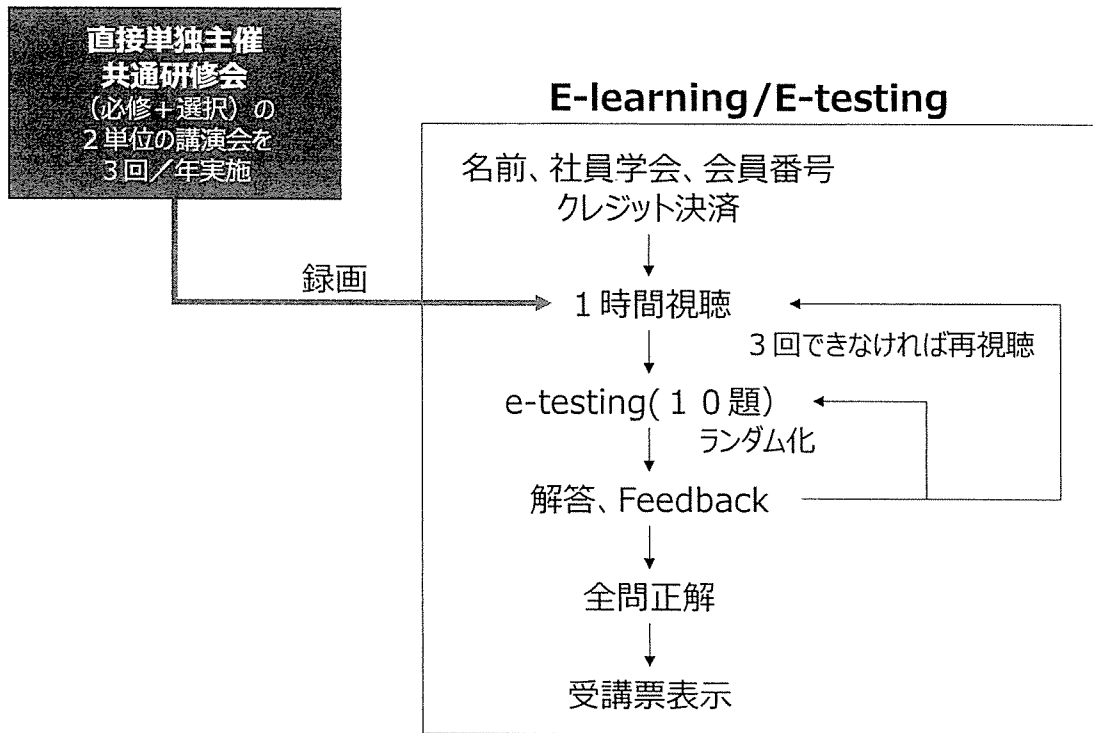 直接単独主催
共通研修会
（必修＋選択）の
２単位の講演会を
３回／年実施
E-learning/E-testing
名前、社員学会、会員番号
クレジット決済
録画
１時間視聴
３回できなければ再視聴
e-testing(１０題)
ランダム化
解答、Feedback
全問正解
受講票表示